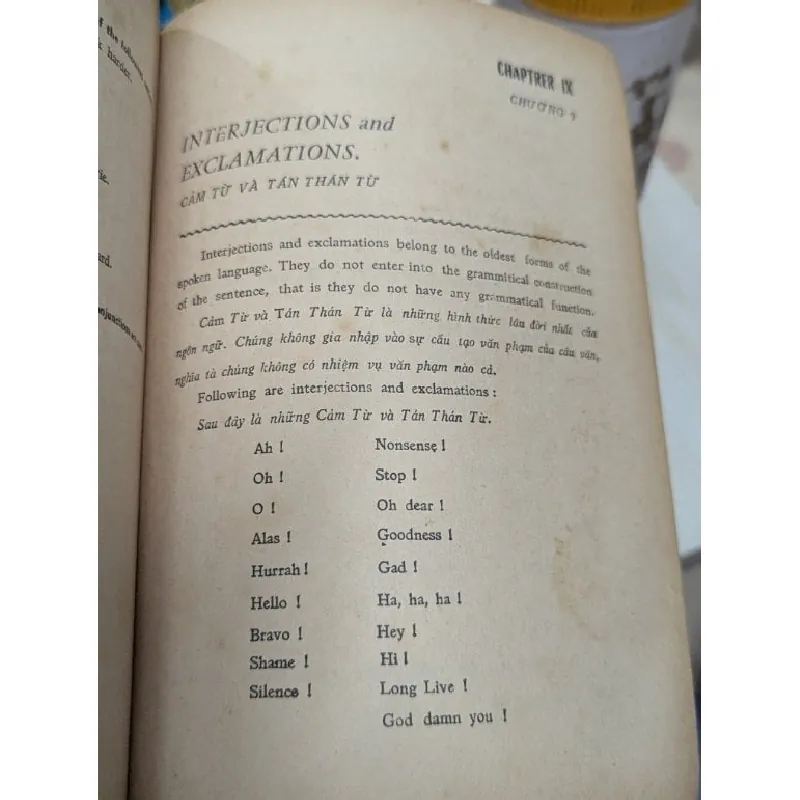 of the following
harder.
rie.
ard.
CHAPTRER IX
CHƯƠNG 9
INTERJECTIONS and
EXCLAMATIONS.
CẢM TỪ VÀ TÁN THÁN TỪ
Interjections and exclamations belong to the oldest forms of the
spoken language. They do not enter into the grammitical construction
of the sentence, that is they do not have any grammatical function.
Cảm Từ và Tán Thán Từ là những hình thức lâu đời nhất của
ngôn ngữ. Chúng không gia nhập vào sự cấu tạo văn phạm của câu văn,
nghĩa là chúng không có nhiệm vụ văn phạm nào cả.
Following are interjections and exclamations :
Sau đây là những Cảm Từ và Tán Thán Từ.
Ah ! Nonsense !
Oh ! Stop !
O ! Oh dear !
Alas ! Goodness !
Hurrah ! Gad !
Hello ! Ha, ha, ha !
Bravo ! Hey !
Shame ! Hi !
Silence ! Long Live !
God damn you !